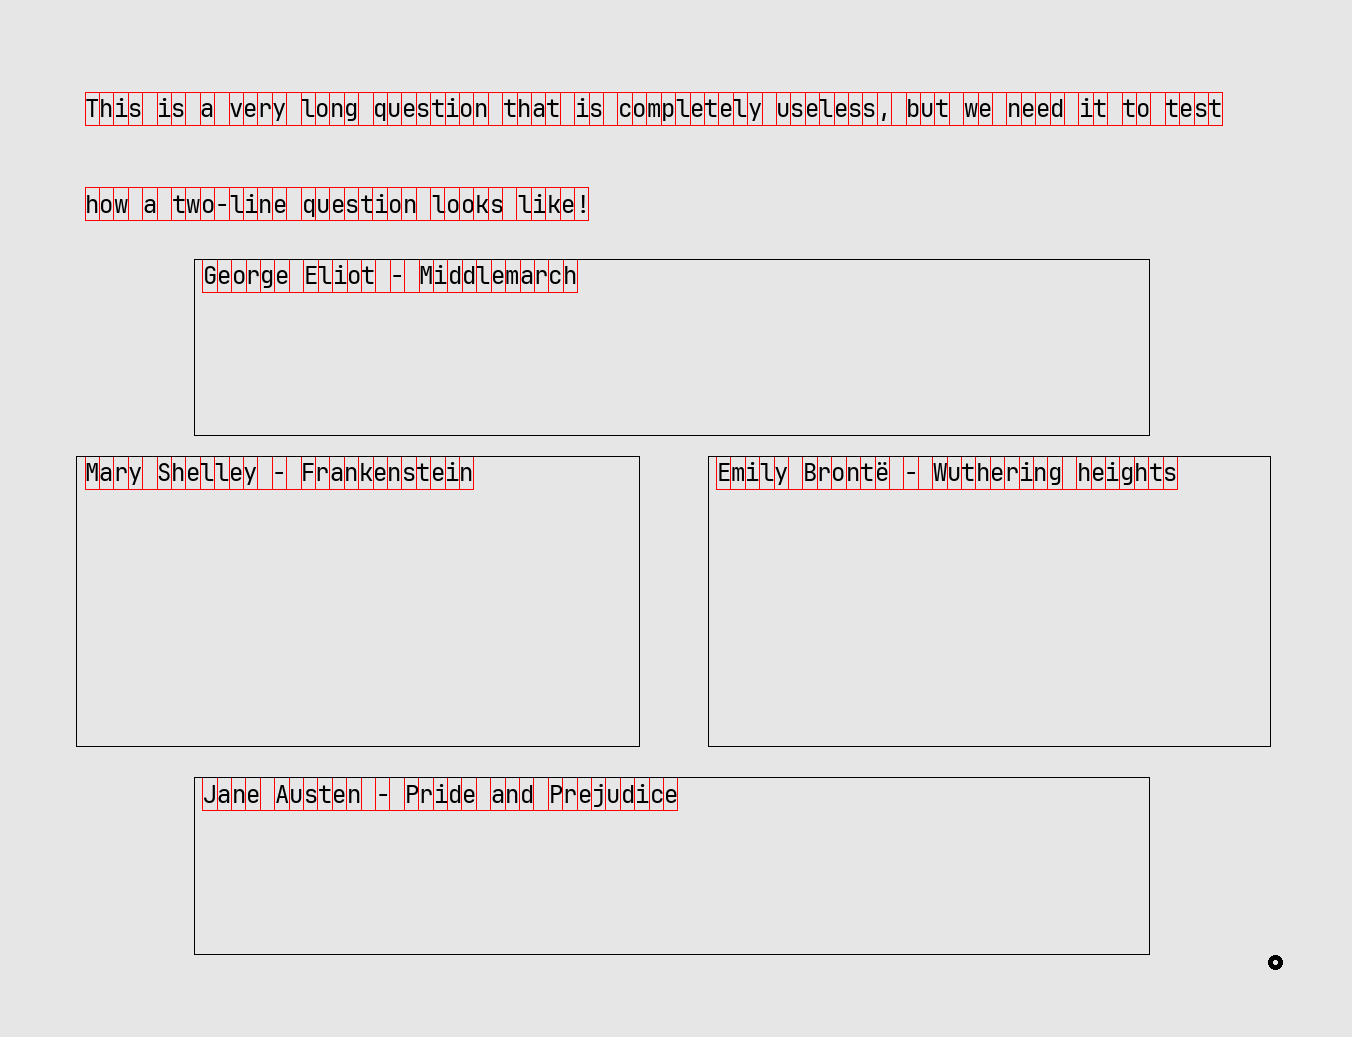 This is a very long question that is completely useless, but we need it to test
how a two-line question looks like!
George Eliot - Middlemarch
Mary Shelley - Frankenstein
Emily Brontë - Wuthering heights
Jane Austen - Pride and Prejudice